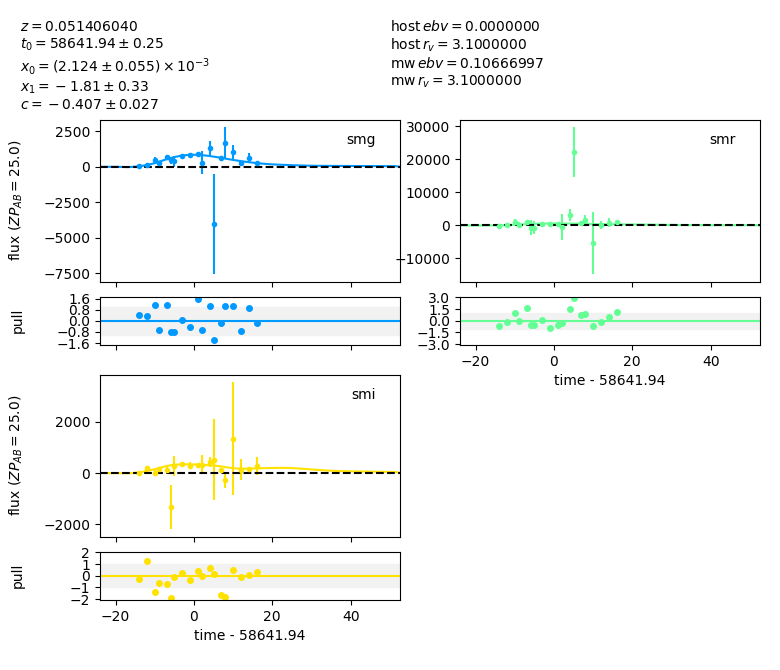 z = 0.051406040
t₀ = 58641.94 ± 0.25
x₀ = (2.124 ± 0.055) × 10⁻³
x₁ = −1.81 ± 0.33
c = −0.407 ± 0.027
host ebv = 0.0000000
host r_v = 3.1000000
mw ebv = 0.10666997
mw r_v = 3.1000000
smg
2500
0
−2500
−5000
−7500
flux (ZP_AB = 25.0)
1.6
0.8
0.0
−0.8
−1.6
pull
smr
30000
20000
10000
0
−10000
3.0
1.5
0.0
−1.5
−3.0
−20 0 20 40
time - 58641.94
smi
2000
0
−2000
flux (ZP_AB = 25.0)
2
1
0
−1
−2
pull
−20 0 20 40
time - 58641.94